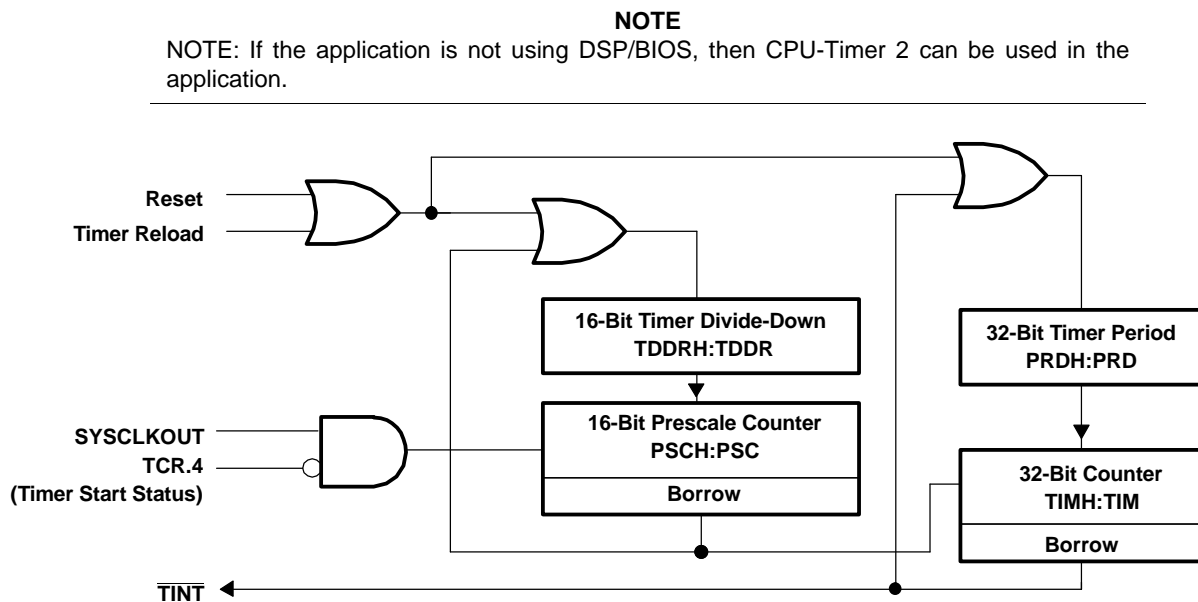 NOTE
NOTE: If the application is not using DSP/BIOS, then CPU-Timer 2 can be used in the
application.
Reset
Timer Reload
16-Bit Timer Divide-Down
TDDRH:TDDR
32-Bit Timer Period
PRDH:PRD
SYSCLKOUT
TCR.4
(Timer Start Status)
16-Bit Prescale Counter
PSCH:PSC
Borrow
32-Bit Counter
TIMH:TIM
Borrow
TINT